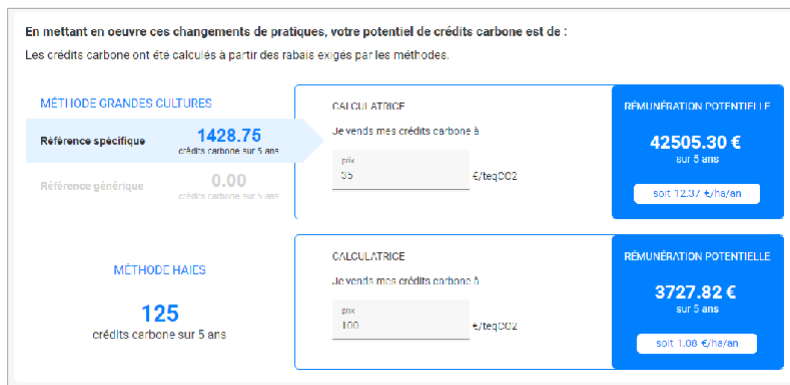 En mettant en oeuvre ces changements de pratiques, votre potentiel de crédits carbone est de :
Les crédits carbone ont été calculés à partir des rabais exigés par les méthodes.
MÉTHODE GRANDES CULTURES
Référence spécifique
1428.75
crédits carbone sur 5 ans
Référence générique
0.00
crédits carbone sur 5 ans
CALCULATRICE
Je vends mes crédits carbone à
prix
35
€/teqCO2
RÉMUNÉRATION POTENTIELLE
42505.30 €
sur 5 ans
soit 12.37 €/ha/an
MÉTHODE HAIES
125
crédits carbone sur 5 ans
CALCULATRICE
Je vends mes crédits carbone à
prix
100
€/teqCO2
RÉMUNÉRATION POTENTIELLE
3727.82 €
sur 5 ans
soit 1.08 €/ha/an